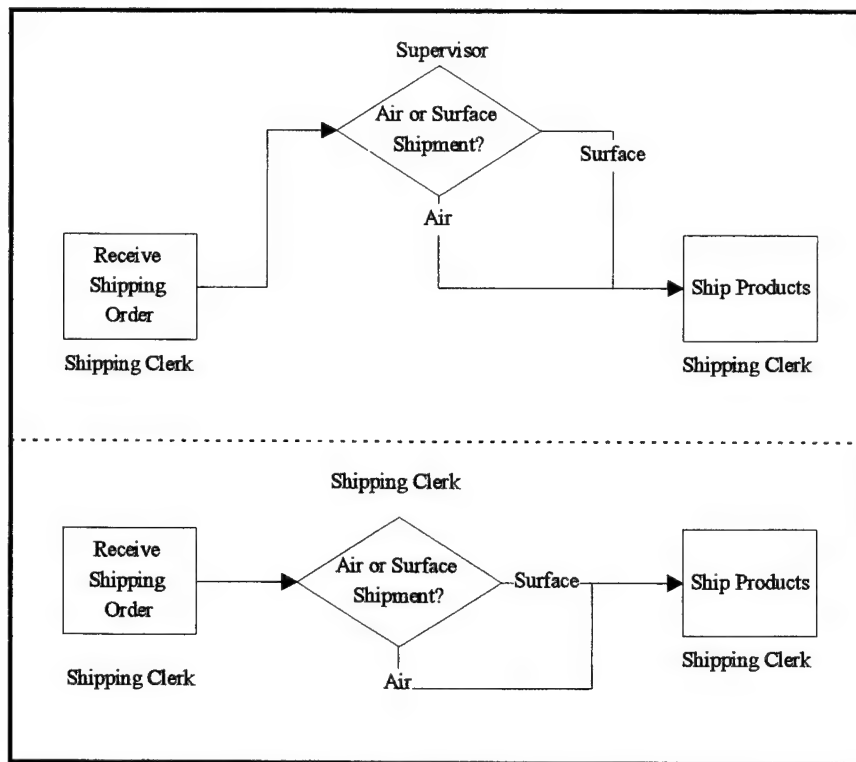 Supervisor
Air or Surface
Shipment?
Surface
Air
Receive
Shipping
Order
Shipping Clerk
Ship Products
Shipping Clerk
Shipping Clerk
Receive
Shipping
Order
Shipping Clerk
Air or Surface
Shipment?
Surface
Air
Ship Products
Shipping Clerk